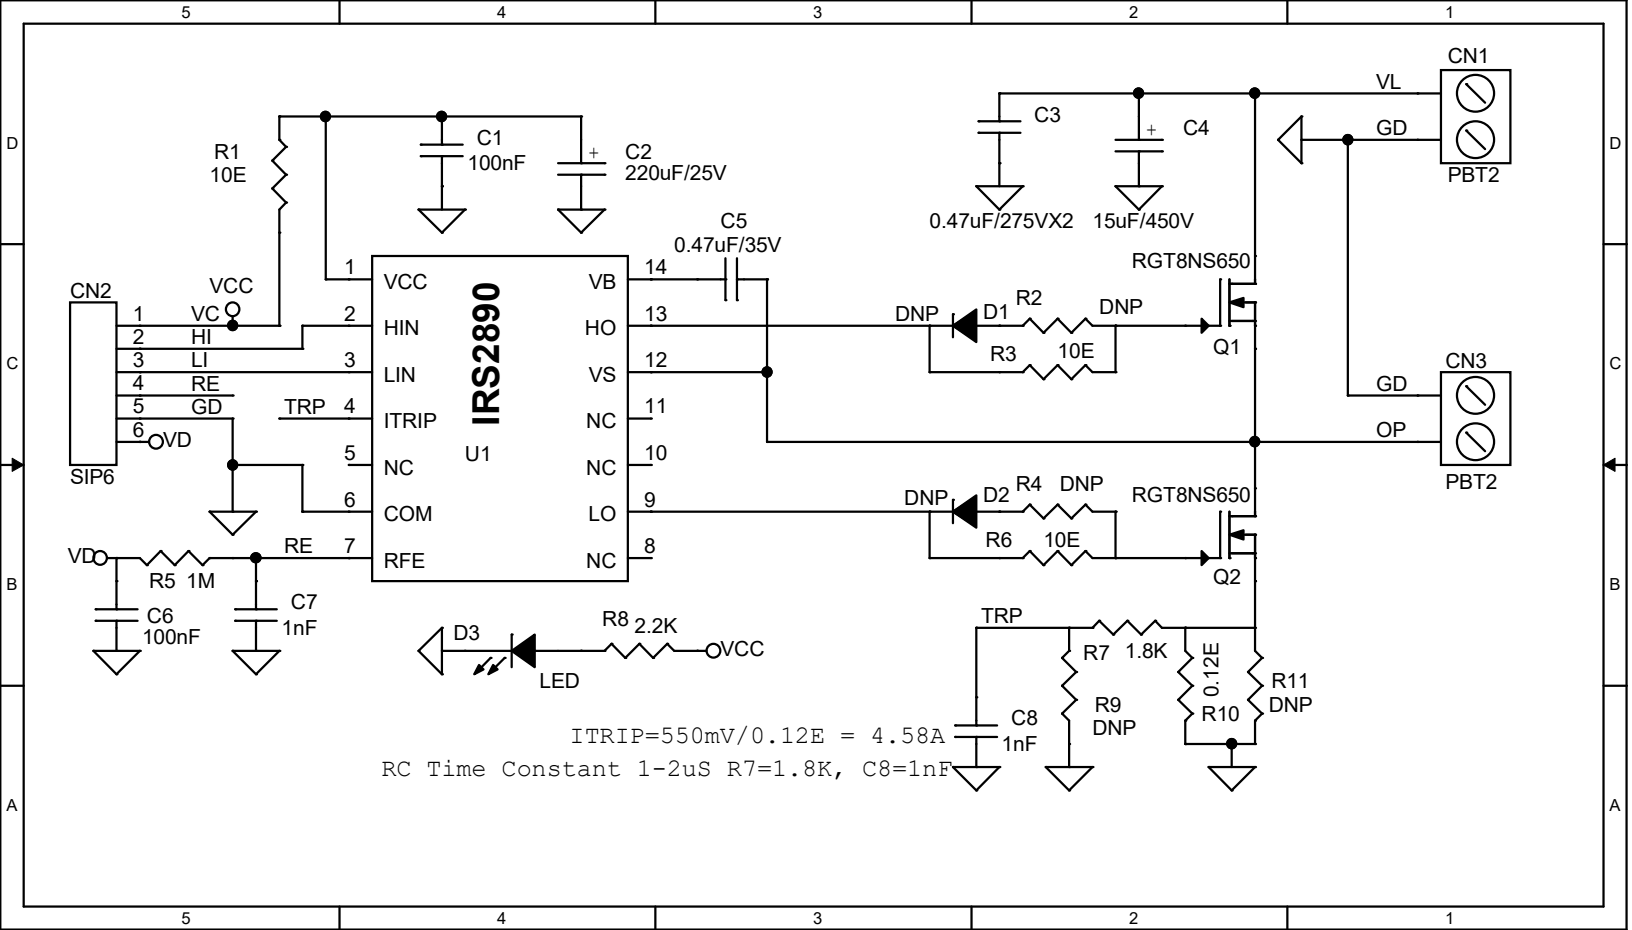 5 4 3 2 1
D
D
C
C
B
B
A
A
CN1
VL
GD
PBT2
C3
0.47uF/275VX2
+
C4
15uF/450V
R1
10E
C1
100nF
+
C2
220uF/25V
C5
0.47uF/35V
CN2
VCC
1 VC
2 HI
3 LI
4 RE
5 GD
6 VD
SIP6
1 VCC
2 HIN
3 LIN
TRP 4 ITRIP
5 NC
6 COM
7 RFE
IRS2890
U1
VB 14
HO 13
VS 12
NC 11
NC 10
LO 9
NC 8
RGT8NS650
DNP D1 R2 DNP
R3 10E
Q1
CN3
GD
OP
PBT2
RGT8NS650
DNP D2 R4 DNP
R6 10E
Q2
VD
R5 1M
RE
C6
100nF
C7
1nF
D3
LED
R8 2.2K
VCC
TRP
R7 1.8K
0.12E
R10
R11
DNP
R9
DNP
C8
1nF
ITRIP=550mV/0.12E = 4.58A
RC Time Constant 1-2uS R7=1.8K, C8=1nF
5 4 3 2 1